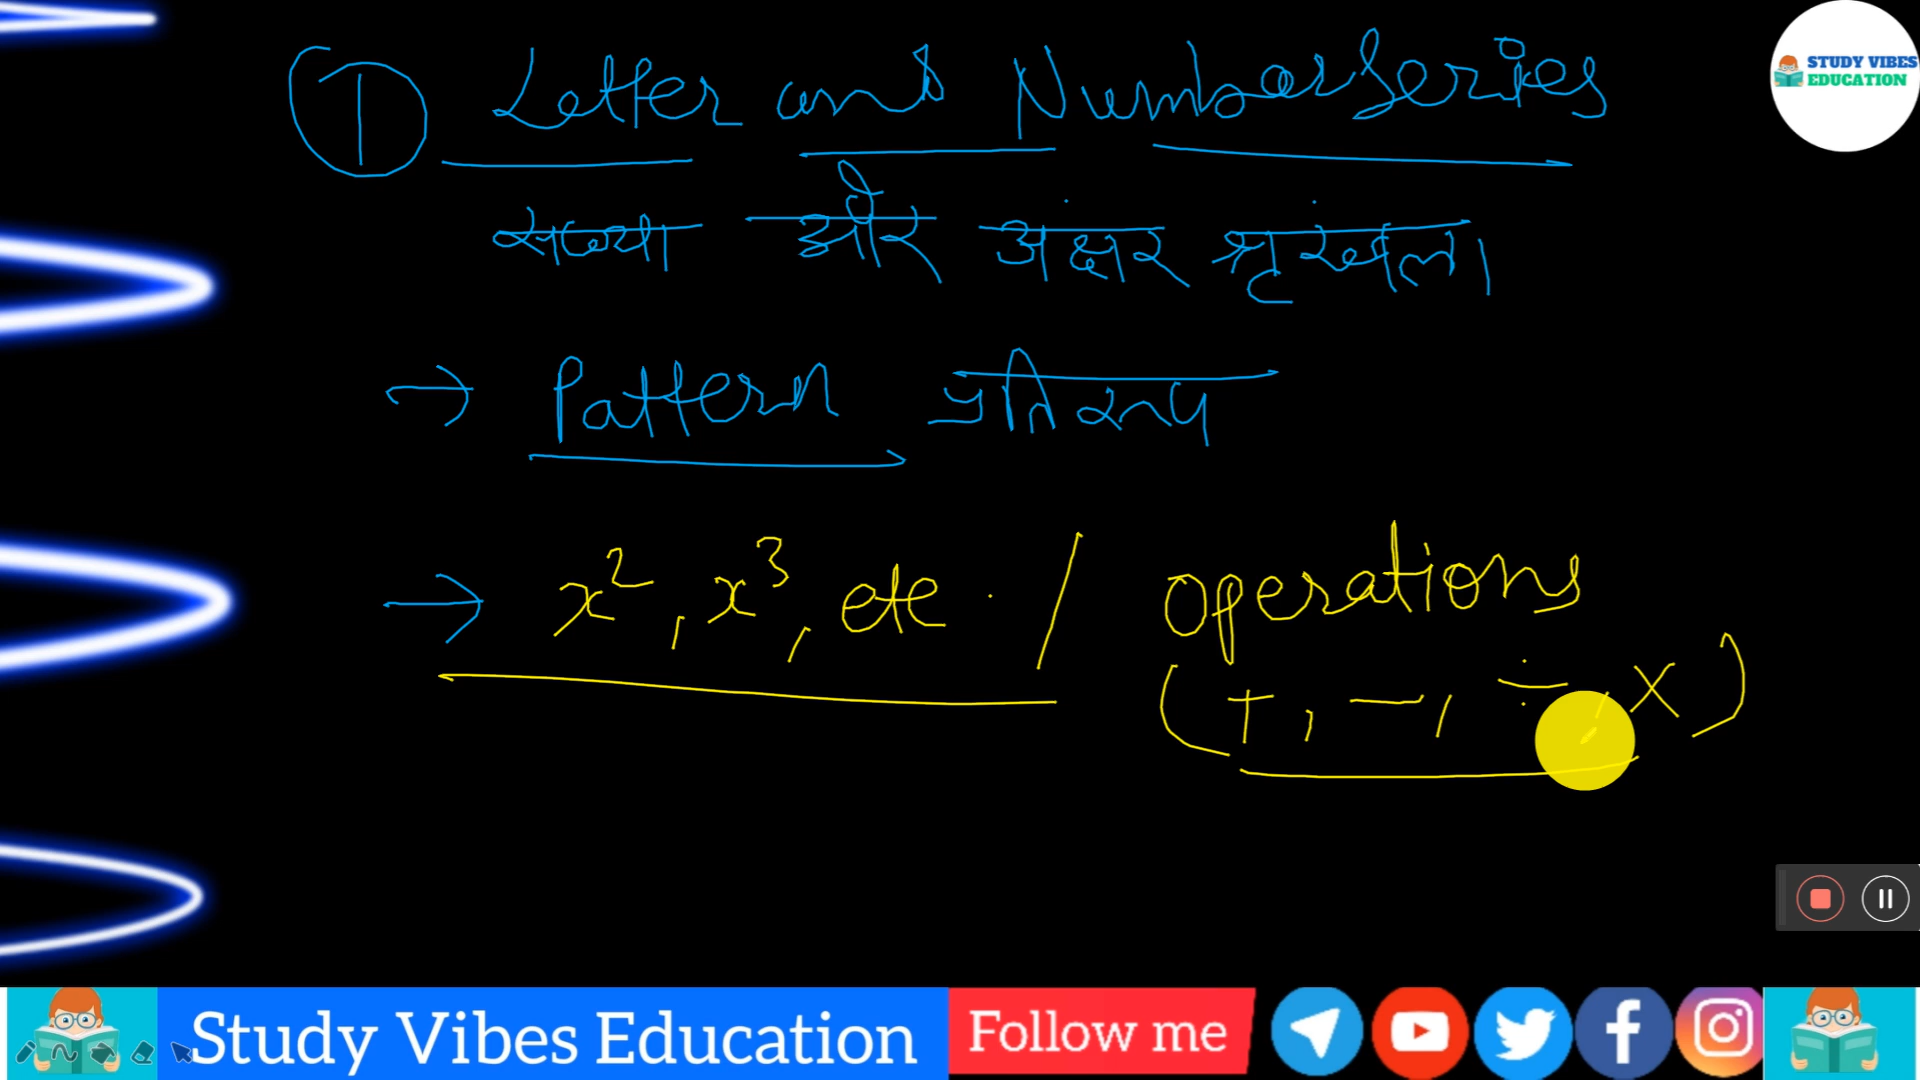 ① Letter and Number Series
संख्या और अंक्षर श्रृंखला
→ Pattern प्रतिरूप
→ x², x³, etc. / operations
(+, -, ÷, ×)
STUDY VIBES
EDUCATION
Study Vibes Education Follow me